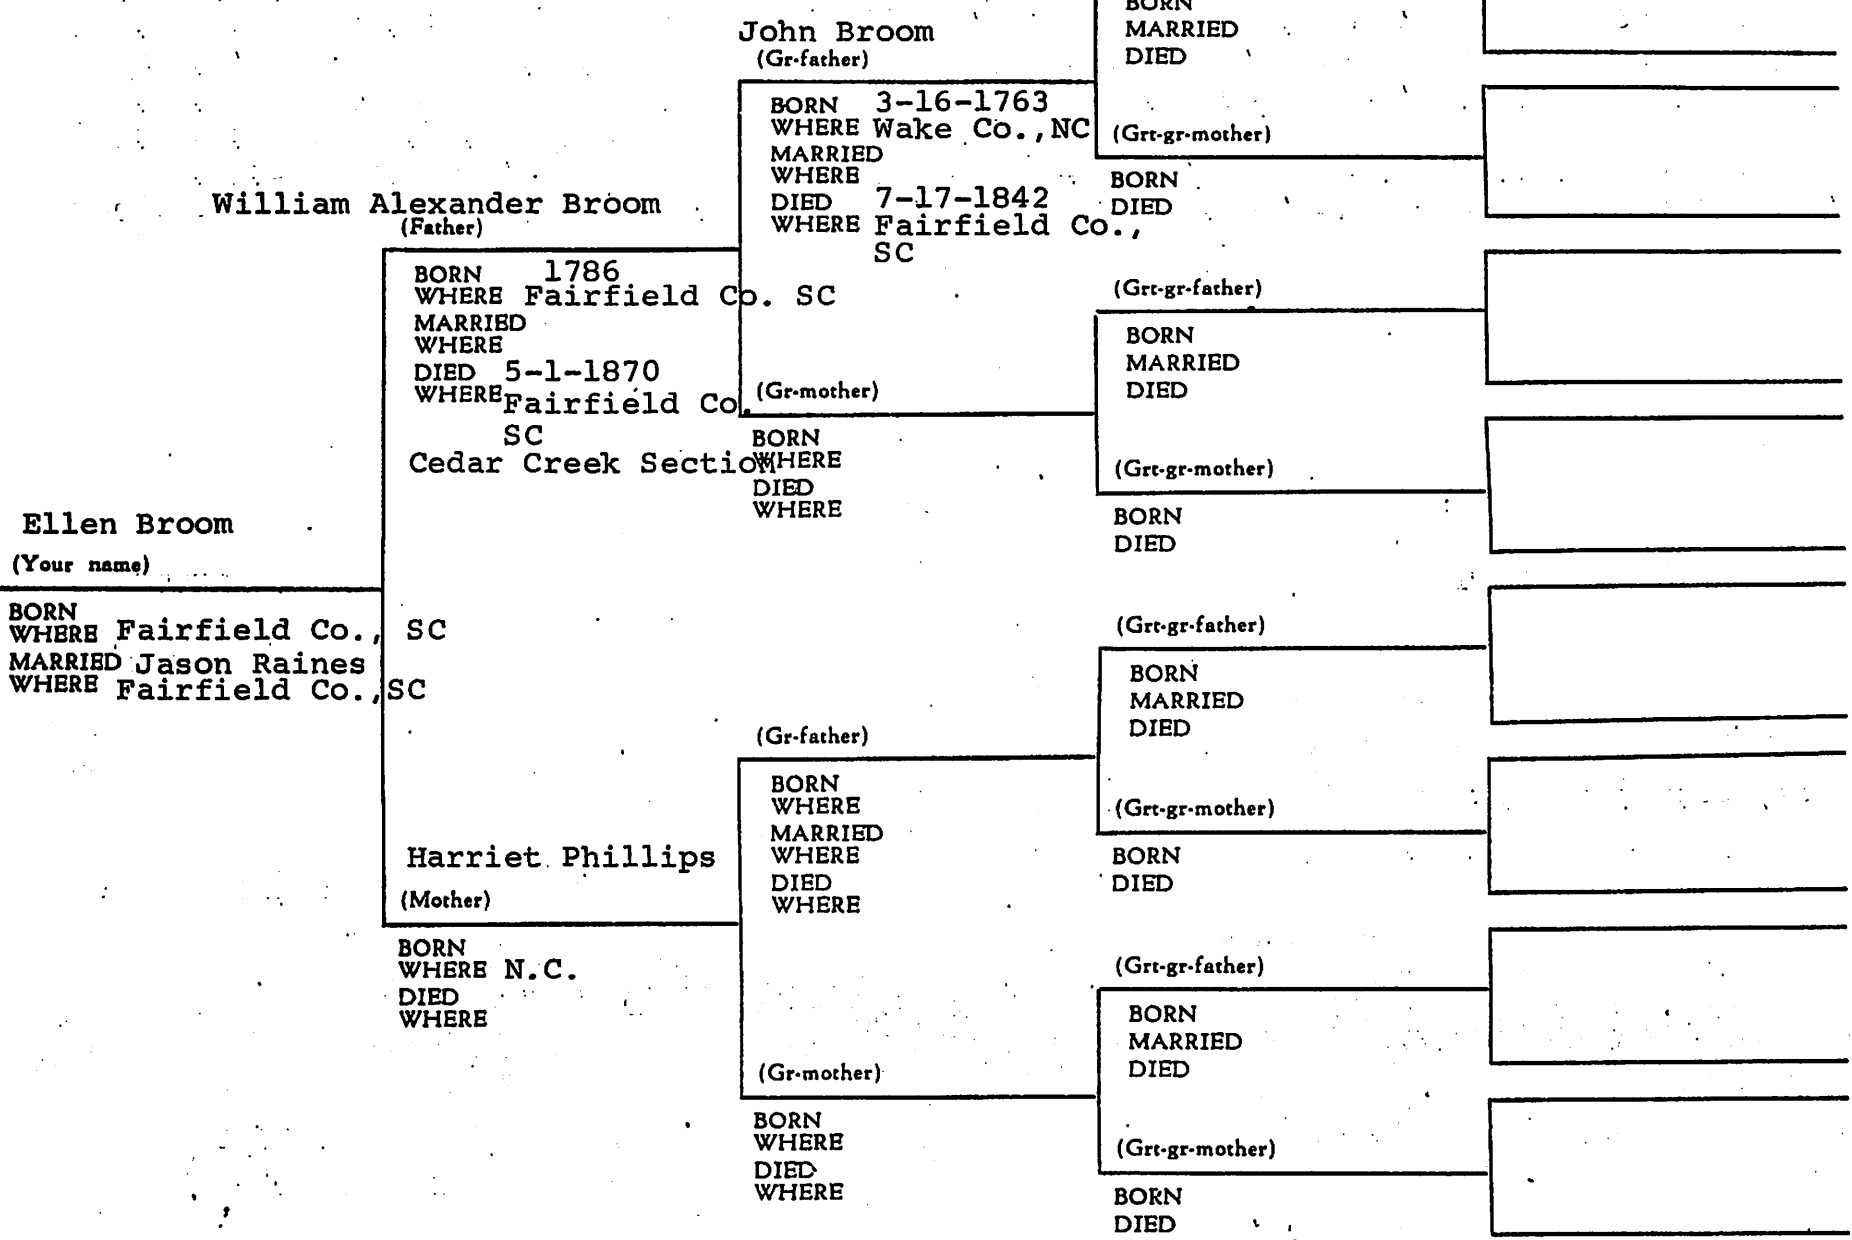 John Broom
(Gr-father)
BORN 3-16-1763
WHERE Wake Co.,NC
MARRIED
WHERE
DIED 7-17-1842
WHERE Fairfield Co.,
SC
(Gr-mother)
BORN
WHERE
DIED
WHERE
William Alexander Broom
(Father)
BORN 1786
WHERE Fairfield Co. SC
MARRIED
WHERE
DIED 5-1-1870
WHERE Fairfield Co.
SC
Cedar Creek Section
Ellen Broom
(Your name)
BORN
WHERE Fairfield Co., SC
MARRIED Jason Raines
WHERE Fairfield Co.,SC
Harriet Phillips
(Mother)
BORN
WHERE N.C.
DIED
WHERE
(Gr-father)
BORN
WHERE
MARRIED
WHERE
DIED
WHERE
(Gr-mother)
BORN
WHERE
DIED
WHERE
BORN
MARRIED
DIED
(Grt-gr-mother)
BORN
DIED
(Grt-gr-father)
BORN
MARRIED
DIED
(Grt-gr-mother)
BORN
DIED
(Grt-gr-father)
BORN
MARRIED
DIED
(Grt-gr-mother)
BORN
DIED
(Grt-gr-father)
BORN
MARRIED
DIED
(Grt-gr-mother)
BORN
DIED